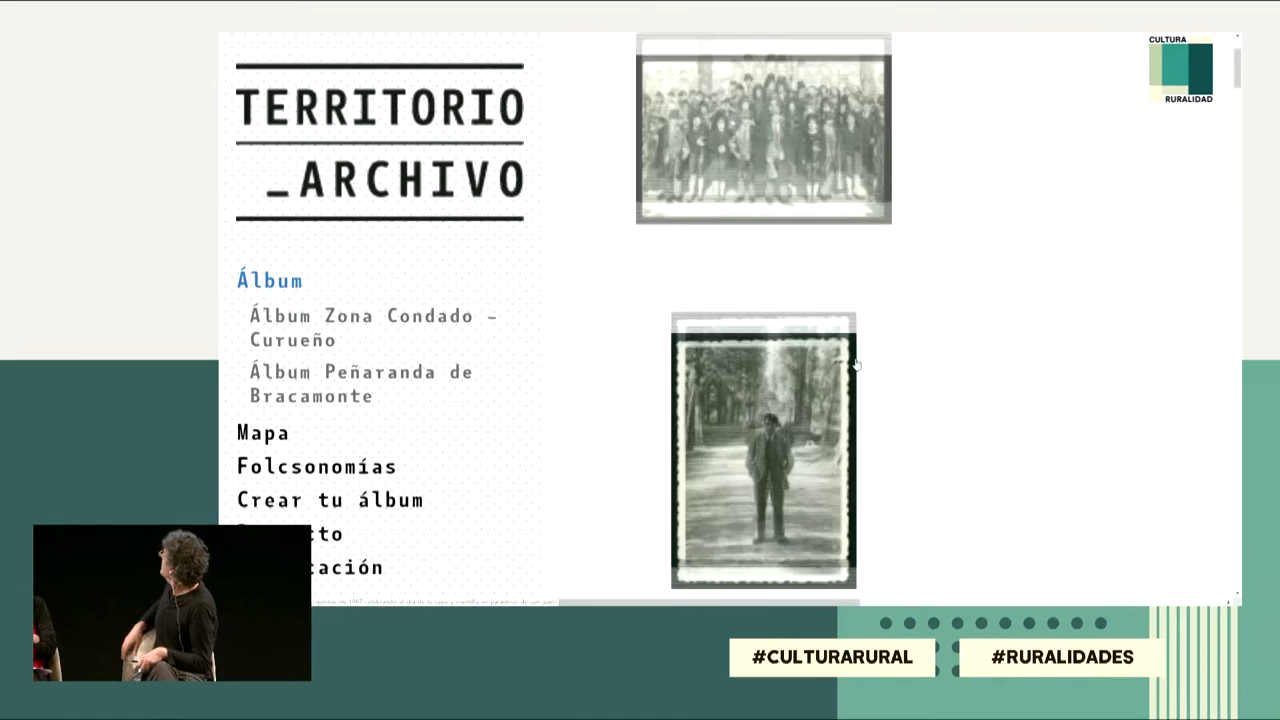 TERRITORIO
_ARCHIVO
Álbum
Álbum Zona Condado –
Curueño
Álbum Peñaranda de
Bracamonte
Mapa
Folcsonomías
Crear tu álbum
CULTURA
RURALIDAD
#CULTURARURAL
#RURALIDADES